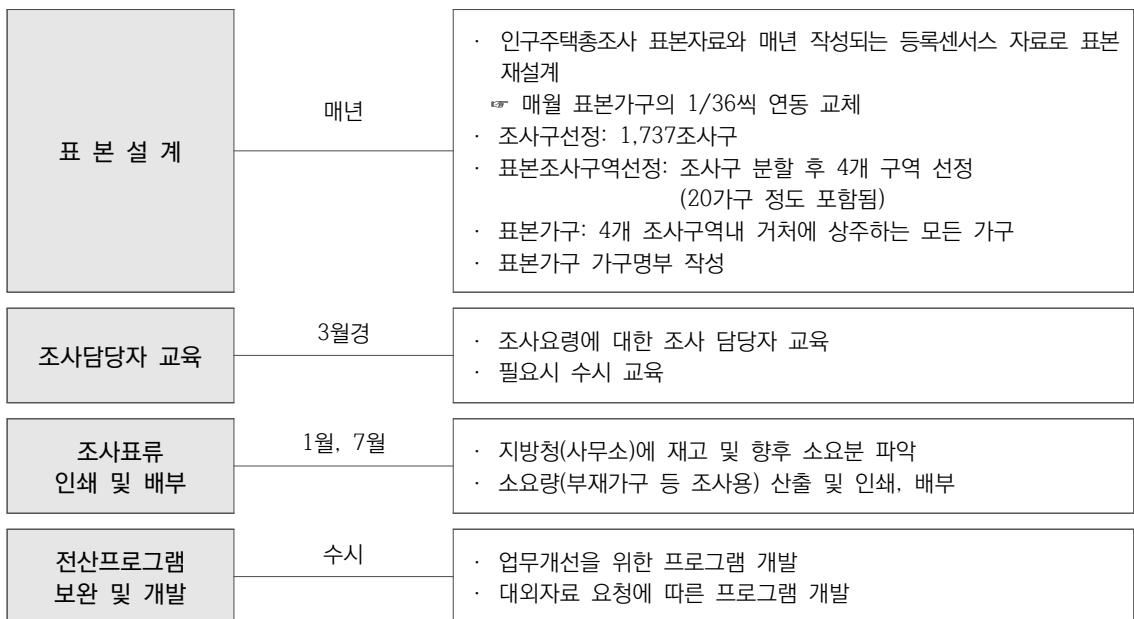 표 본 설 계
매년
· 인구주택총조사 표본자료와 매년 작성되는 등록센서스 자료로 표본
재설계
☞ 매월 표본가구의 1/36씩 연동 교체
· 조사구선정: 1,737조사구
· 표본조사구역선정: 조사구 분할 후 4개 구역 선정
(20가구 정도 포함됨)
· 표본가구: 4개 조사구역내 거처에 상주하는 모든 가구
· 표본가구 가구명부 작성
조사담당자 교육
3월경
· 조사요령에 대한 조사 담당자 교육
· 필요시 수시 교육
조사표류
인쇄 및 배부
1월, 7월
· 지방청(사무소)에 재고 및 향후 소요분 파악
· 소요량(부재가구 등 조사용) 산출 및 인쇄, 배부
전산프로그램
보완 및 개발
수시
· 업무개선을 위한 프로그램 개발
· 대외자료 요청에 따른 프로그램 개발